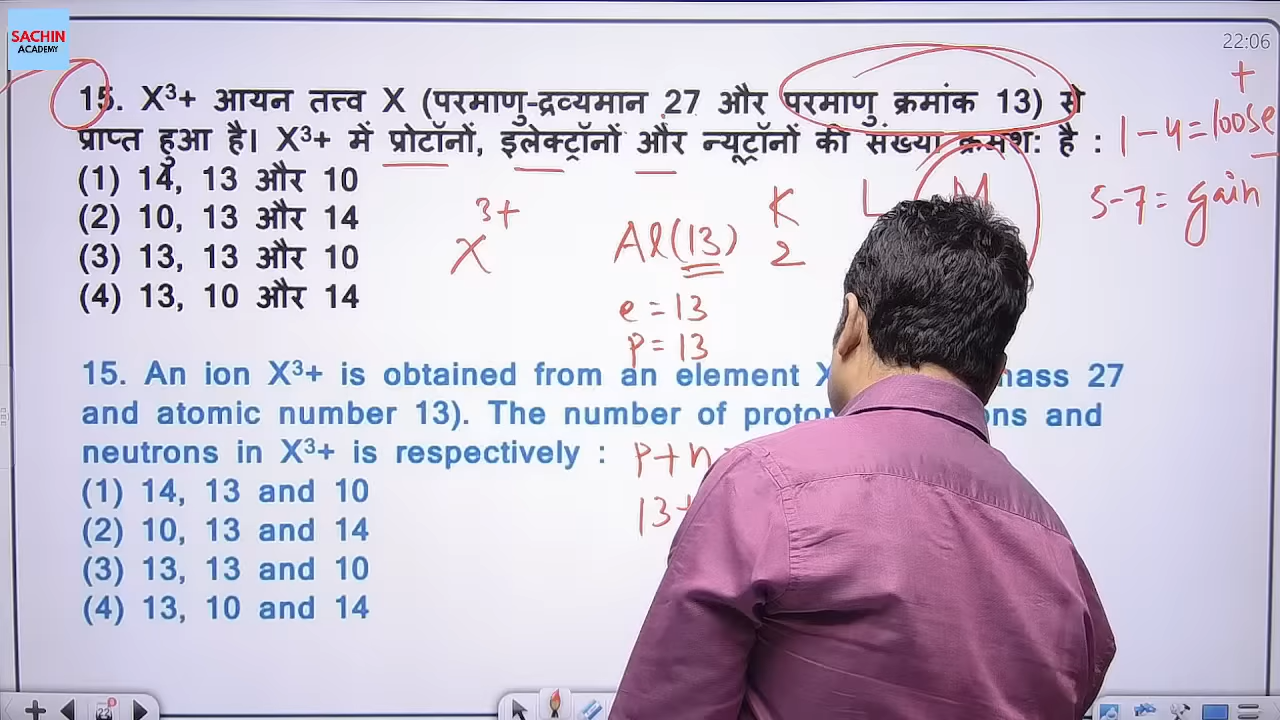 SACHIN
ACADEMY
22:06
15. X³+ आयन तत्त्व X (परमाणु-द्रव्यमान 27 और परमाणु क्रमांक 13) से
प्राप्त हुआ है। X³+ में प्रोटॉनों, इलेक्ट्रॉनों और न्यूट्रॉनों की संख्या क्रमश: है :
(1) 14, 13 और 10
(2) 10, 13 और 14
(3) 13, 13 और 10
(4) 13, 10 और 14
+
1-4=loose
5-7= gain
X³⁺
Al(13)
K L M
2
e = 13
p = 13
15. An ion X³+ is obtained from an element X mass 27
and atomic number 13). The number of and
neutrons in X³+ is respectively :
p+n
13+
(1) 14, 13 and 10
(2) 10, 13 and 14
(3) 13, 13 and 10
(4) 13, 10 and 14